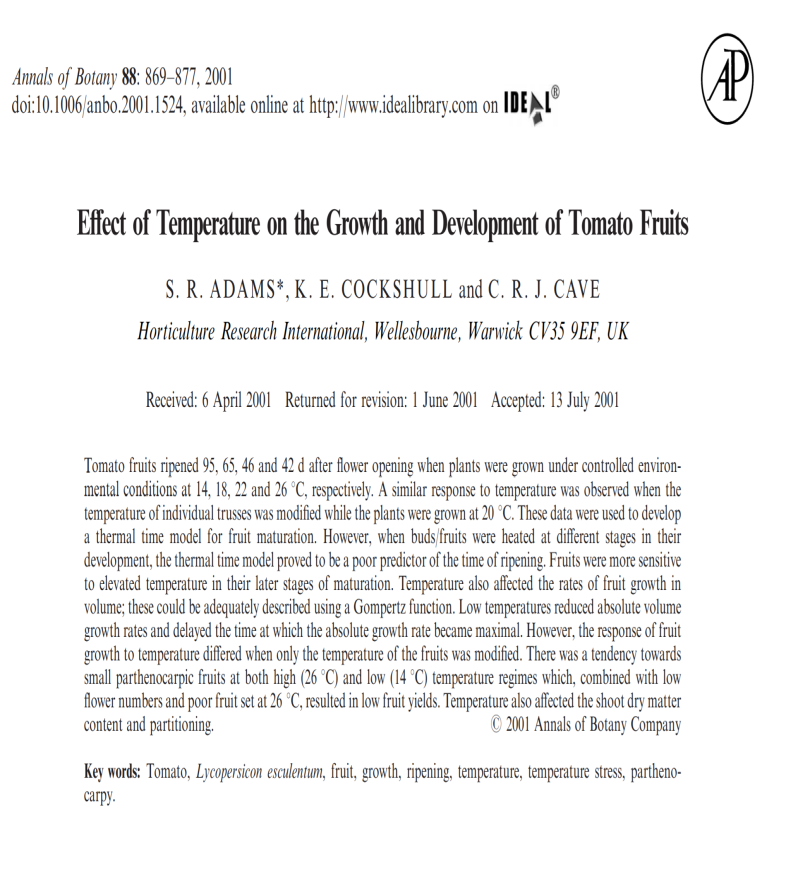 Annals of Botany 88: 869–877, 2001
doi:10.1006/anbo.2001.1524, available online at http://www.idealibrary.com on IDEAL®
AP
Effect of Temperature on the Growth and Development of Tomato Fruits
S. R. ADAMS*, K. E. COCKSHULL and C. R. J. CAVE
Horticulture Research International, Wellesbourne, Warwick CV35 9EF, UK
Received: 6 April 2001 Returned for revision: 1 June 2001 Accepted: 13 July 2001
Tomato fruits ripened 95, 65, 46 and 42 d after flower opening when plants were grown under controlled environ-
mental conditions at 14, 18, 22 and 26 °C, respectively. A similar response to temperature was observed when the
temperature of individual trusses was modified while the plants were grown at 20 °C. These data were used to develop
a thermal time model for fruit maturation. However, when buds/fruits were heated at different stages in their
development, the thermal time model proved to be a poor predictor of the time of ripening. Fruits were more sensitive
to elevated temperature in their later stages of maturation. Temperature also affected the rates of fruit growth in
volume; these could be adequately described using a Gompertz function. Low temperatures reduced absolute volume
growth rates and delayed the time at which the absolute growth rate became maximal. However, the response of fruit
growth to temperature differed when only the temperature of the fruits was modified. There was a tendency towards
small parthenocarpic fruits at both high (26 °C) and low (14 °C) temperature regimes which, combined with low
flower numbers and poor fruit set at 26 °C, resulted in low fruit yields. Temperature also affected the shoot dry matter
content and partitioning. © 2001 Annals of Botany Company
Key words: Tomato, Lycopersicon esculentum, fruit, growth, ripening, temperature, temperature stress, partheno-
carpy.